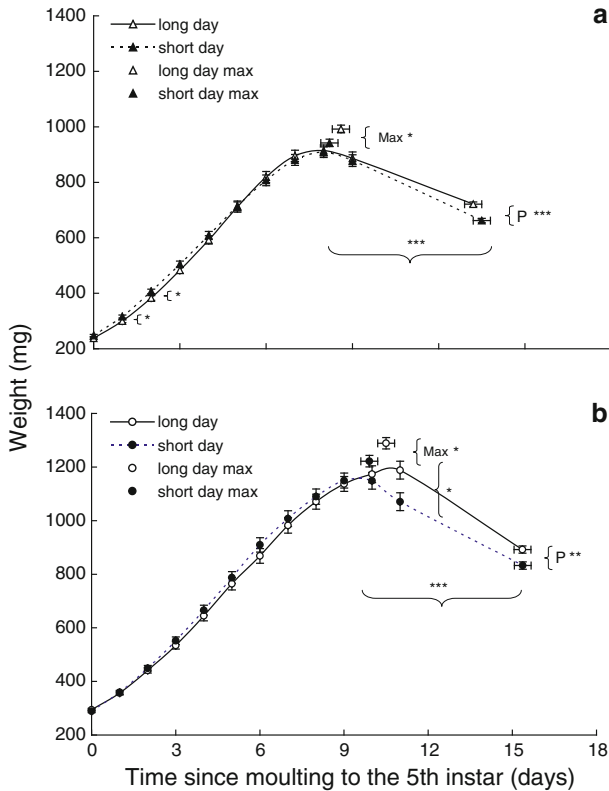 a
1400
1200
1000
800
600
400
200
long day
short day
long day max
short day max
Max *
P ***
***
*
*
Weight (mg)
b
1400
1200
1000
800
600
400
200
long day
short day
long day max
short day max
Max *
*
P **
***
0 3 6 9 12 15 18
Time since moulting to the 5th instar (days)